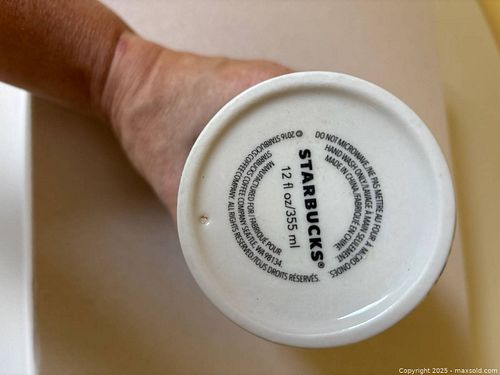 STARBUCKS®
12 fl oz/355 ml
DO NOT MICROWAVE./NE PAS METTRE AU FOUR À MICRO ONDES.
HAND WASH ONLY./LAVAGE À MAIN SEULEMENT.
MADE IN CHINA./FABRIQUÉ EN CHINE
© 2016 STARBUCKS COFFEE COMPANY. ALL RIGHTS RESERVED./TOUS DROITS RÉSERVÉS.
STARBUCKS COFFEE COMPANY SEATTLE, WA 98134.
MANUFACTURED FOR / FABRIQUÉ POUR
Copyright 2025 - maxsold.com